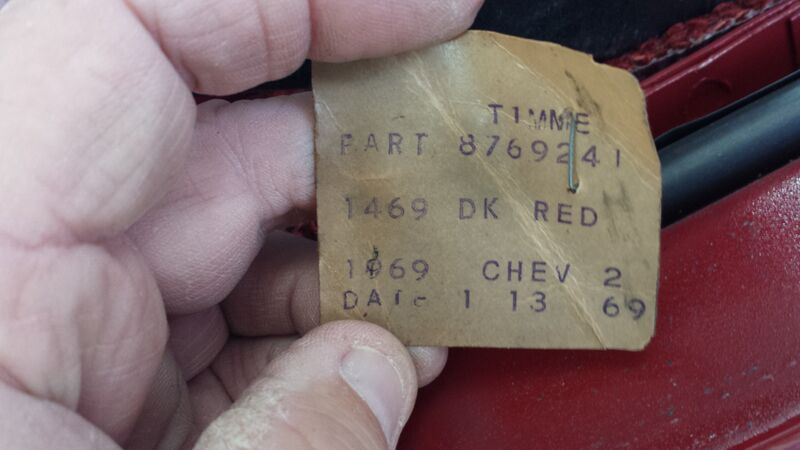 TIMME
PART 8769241
1469 DK RED
1969 CHEV 2
DATE 1 13 69